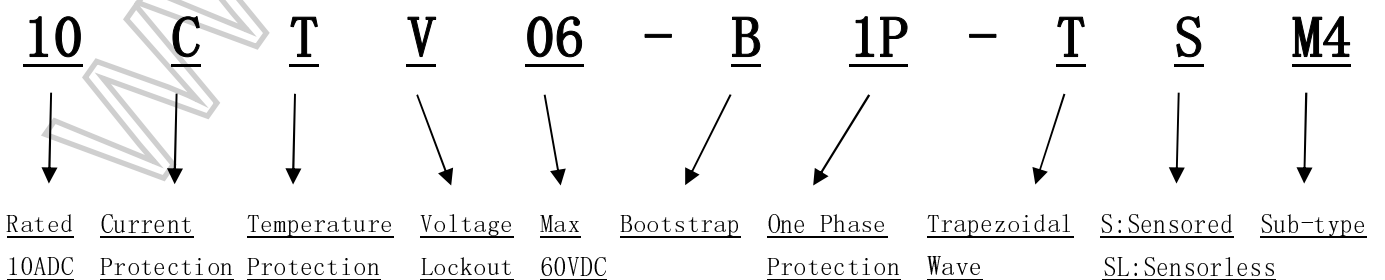 10 C T V 06 - B 1P - T S M4
Rated Current Temperature Voltage Max Bootstrap One Phase Trapezoidal S:Sensored Sub-type
10ADC Protection Protection Lockout 60VDC Protection Wave SL:Sensorless